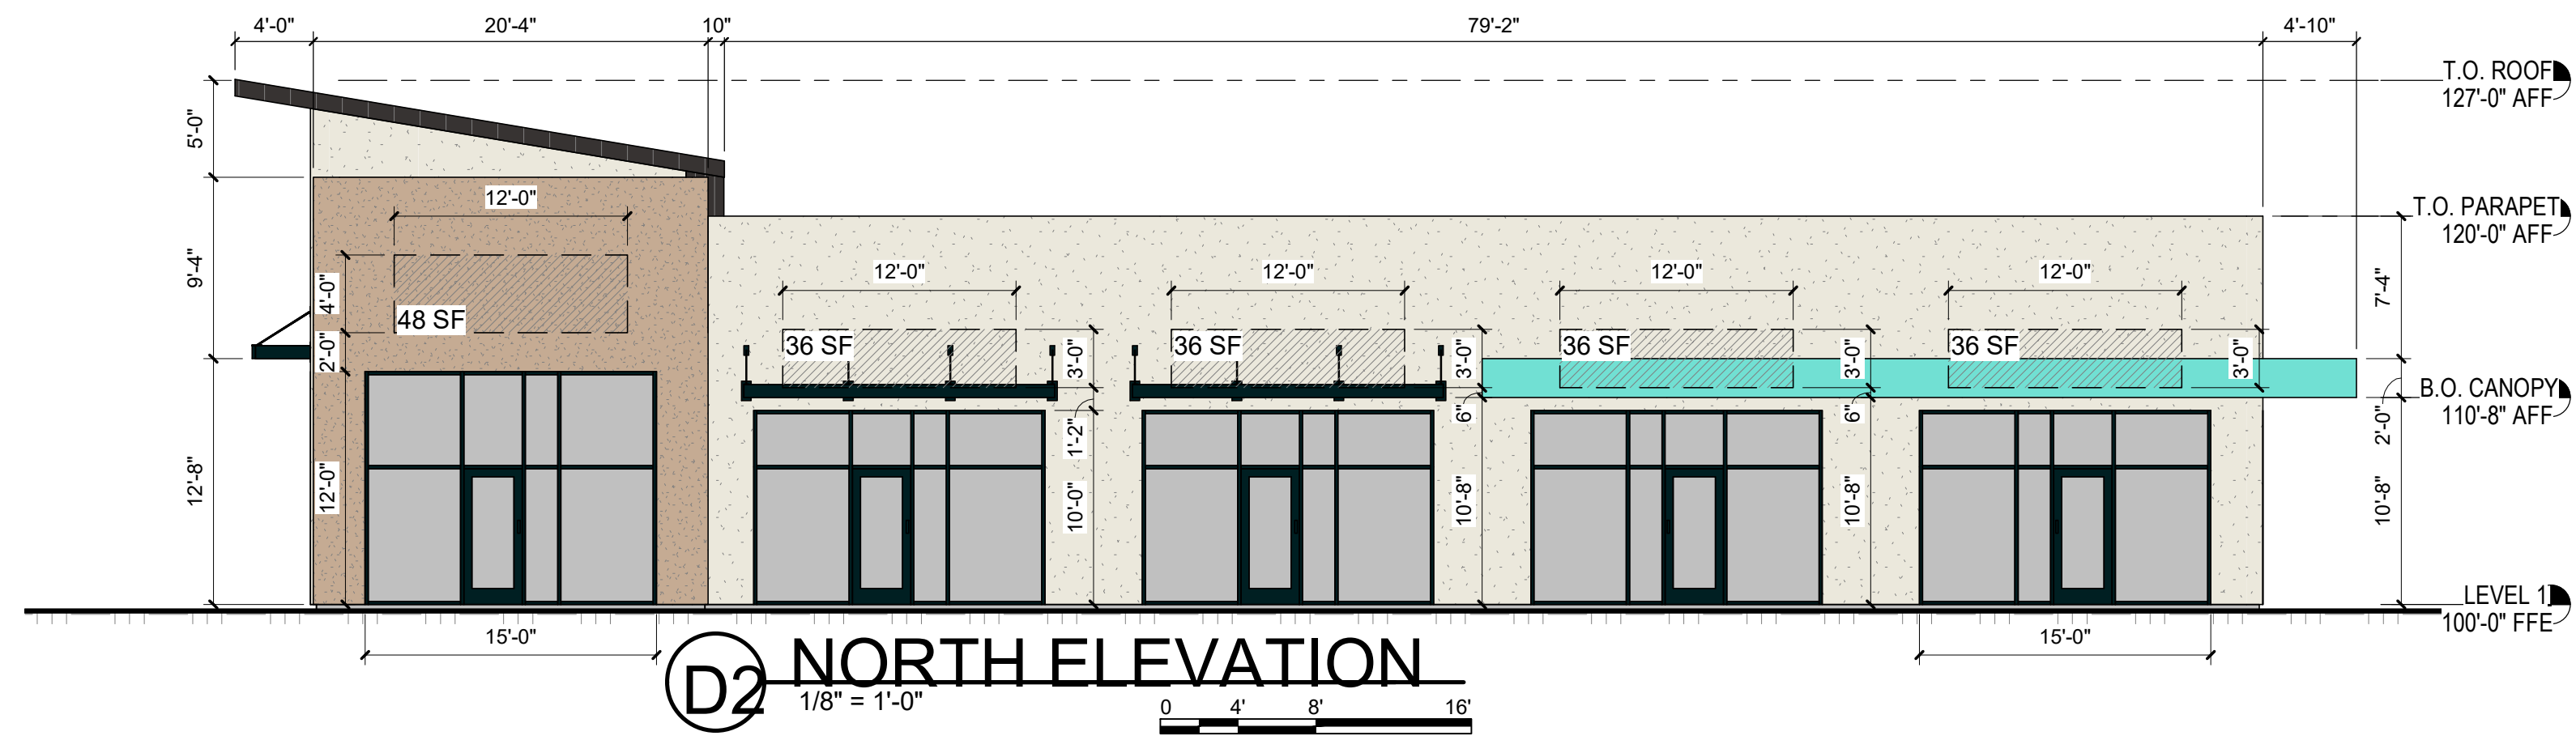 4'-0" 20'-4" 10" 79'-2" 4'-10"
T.O. ROOF
127'-0" AFF
5'-0"
12'-0"
T.O. PARAPET
120'-0" AFF
9'-4"
4'-0"
48 SF
2'-0"
12'-0" 12'-0" 12'-0" 12'-0"
7'-4"
36 SF 36 SF 36 SF 36 SF
3'-0" 3'-0" 3'-0" 3'-0"
B.O. CANOPY
110'-8" AFF
6" 6"
1'-2"
2'-0"
12'-8" 12'-0" 10'-0" 10'-8" 10'-8" 10'-8"
LEVEL 1
100'-0" FFE
15'-0" 15'-0"
D2 NORTH ELEVATION
1/8" = 1'-0"
0 4' 8' 16'